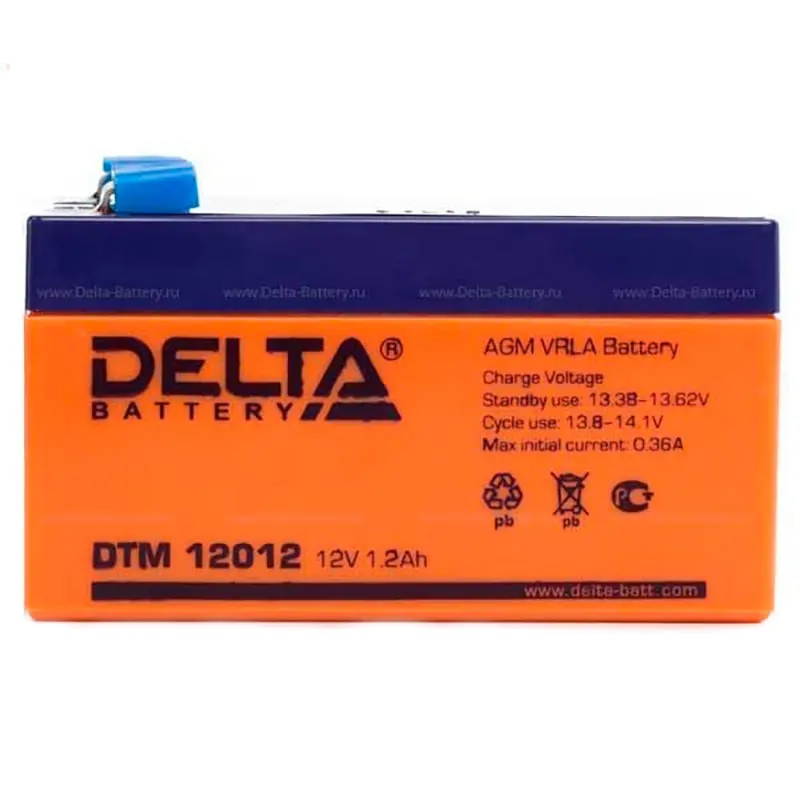 www.Delta-Battery.ru www.Delta-Battery.ru www.Delta-Battery.ru www.Delta-Battery.ru
DELTA®
BATTERY
AGM VRLA Battery
Charge Voltage
Standby use: 13.38-13.62V
Cycle use: 13.8-14.1V
Max initial current: 0.36A
pb pb
DTM 12012 12V 1.2Ah
www.delta-batt.com